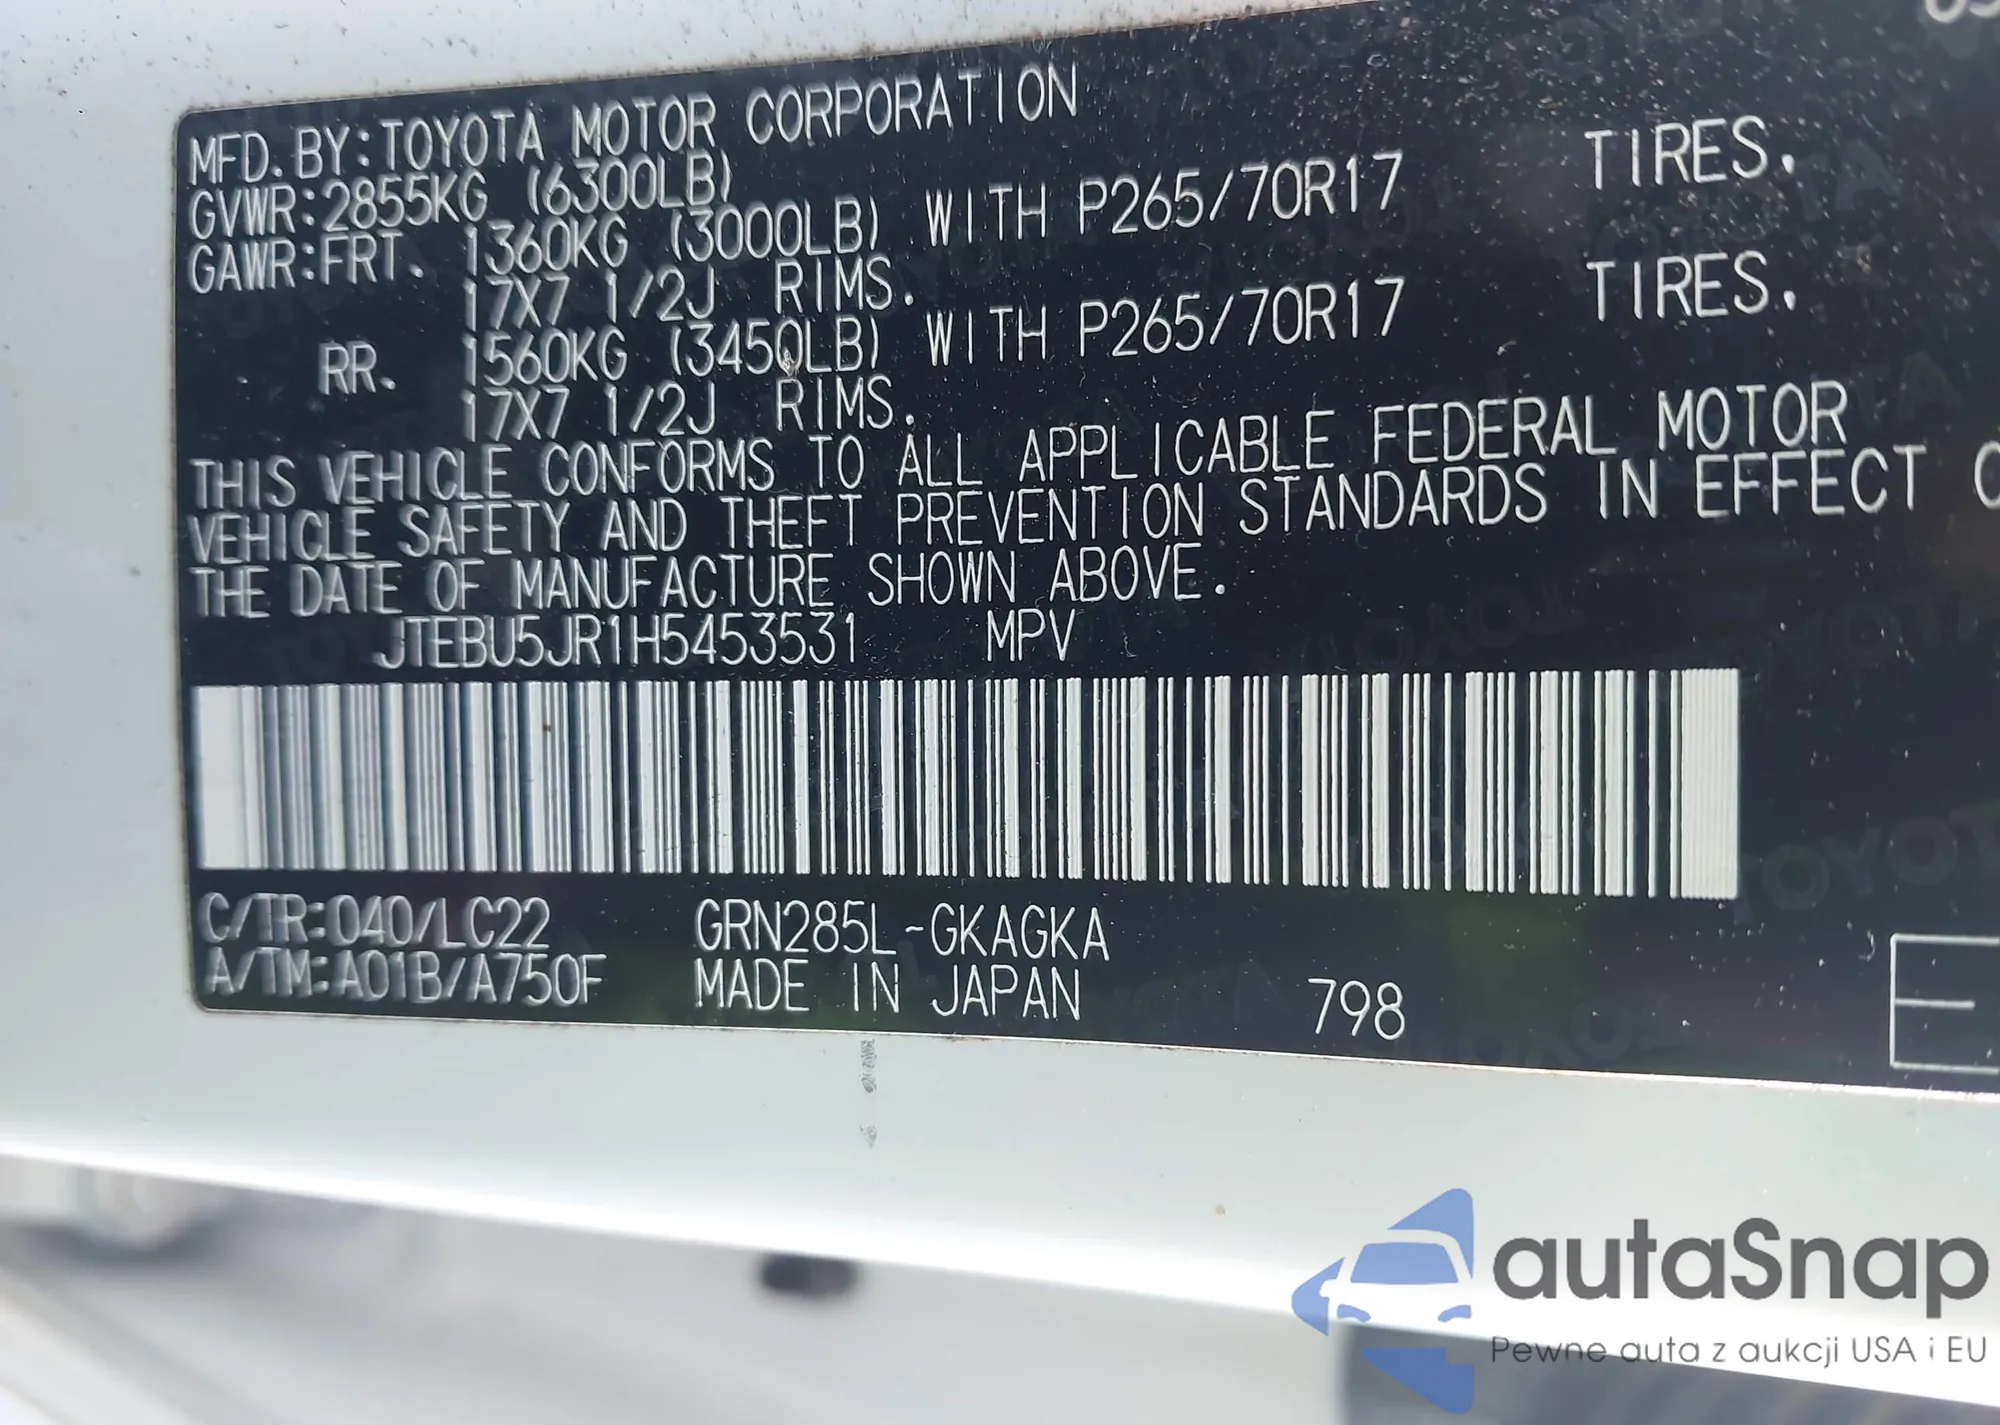 MFD. BY: TOYOTA MOTOR CORPORATION
GVWR: 2855KG (6300LB)
GAWR: FRT. 1360KG (3000LB) WITH P265/70R17 TIRES.
17X7 1/2J RIMS.
RR. 1560KG (3450LB) WITH P265/70R17 TIRES.
17X7 1/2J RIMS.
THIS VEHICLE CONFORMS TO ALL APPLICABLE FEDERAL MOTOR
VEHICLE SAFETY AND THEFT PREVENTION STANDARDS IN EFFECT
THE DATE OF MANUFACTURE SHOWN ABOVE.
JTEBU5JR1H5453531 MPV
C/TR: 040/LC22 GRN285L-GKAGKA
A/TM: A01B/A750F MADE IN JAPAN 798
autaSnap
Pewne auta z aukcji USA i EU